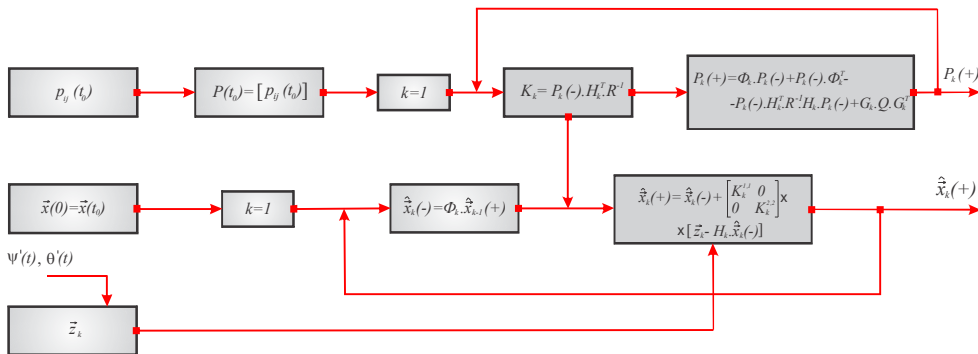 p_ij (t_0)
P(t_0)=[p_ij (t_0)]
k=1
K_k = P_k(-).H_k^T.R^-1
P_k(+)=Φ_k.P_k(-)+P_k(-).Φ_k^T-
-P_k(-).H_k^T.R^-1H_k.P_k(-)+G_k.Q.G_k^T
P_k(+)
x⃗(0)=x⃗(t_0)
k=1
x̂⃗_k(-)=Φ_k.x̂⃗_k-1(+)
x̂⃗_k(+)=x̂⃗_k(-)+[K_k^1,1 0
0 K_k^2,2]x
x[z⃗_k- H_k.x̂⃗_k(-)]
x̂⃗_k(+)
ψ'(t), θ'(t)
z⃗_k